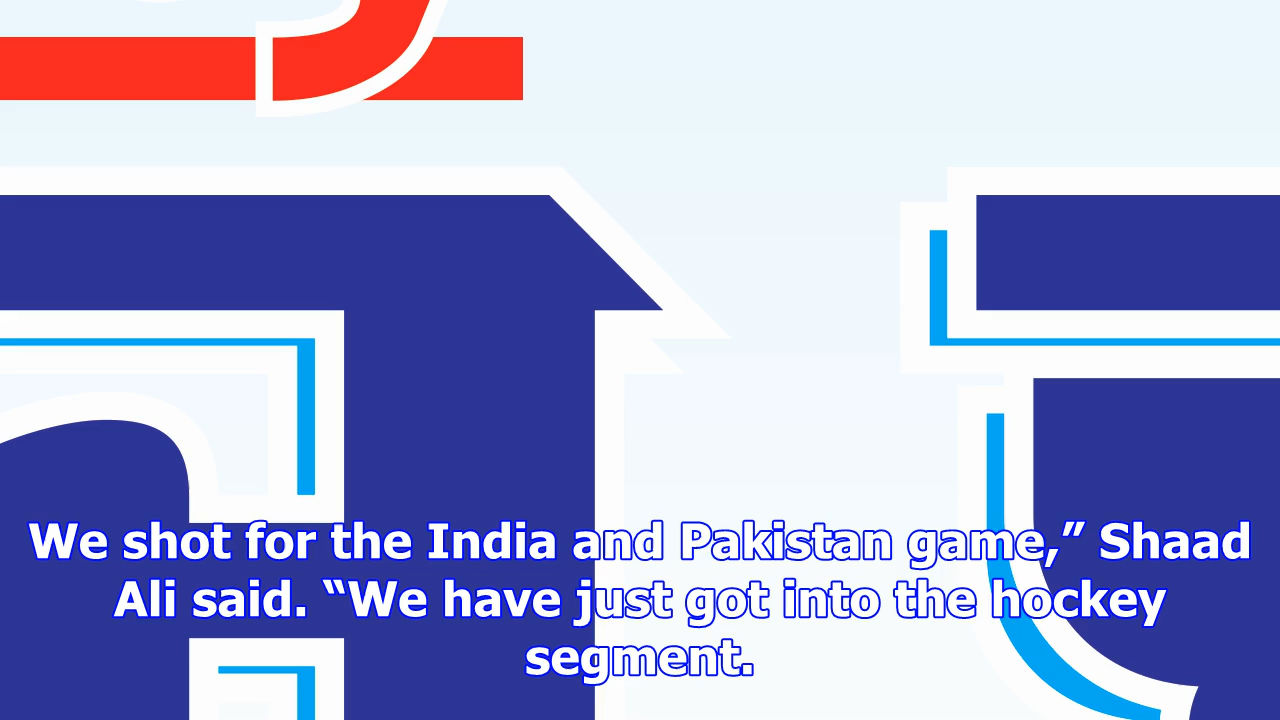 We shot for the India and Pakistan game,” Shaad
Ali said. “We have just got into the hockey
segment.